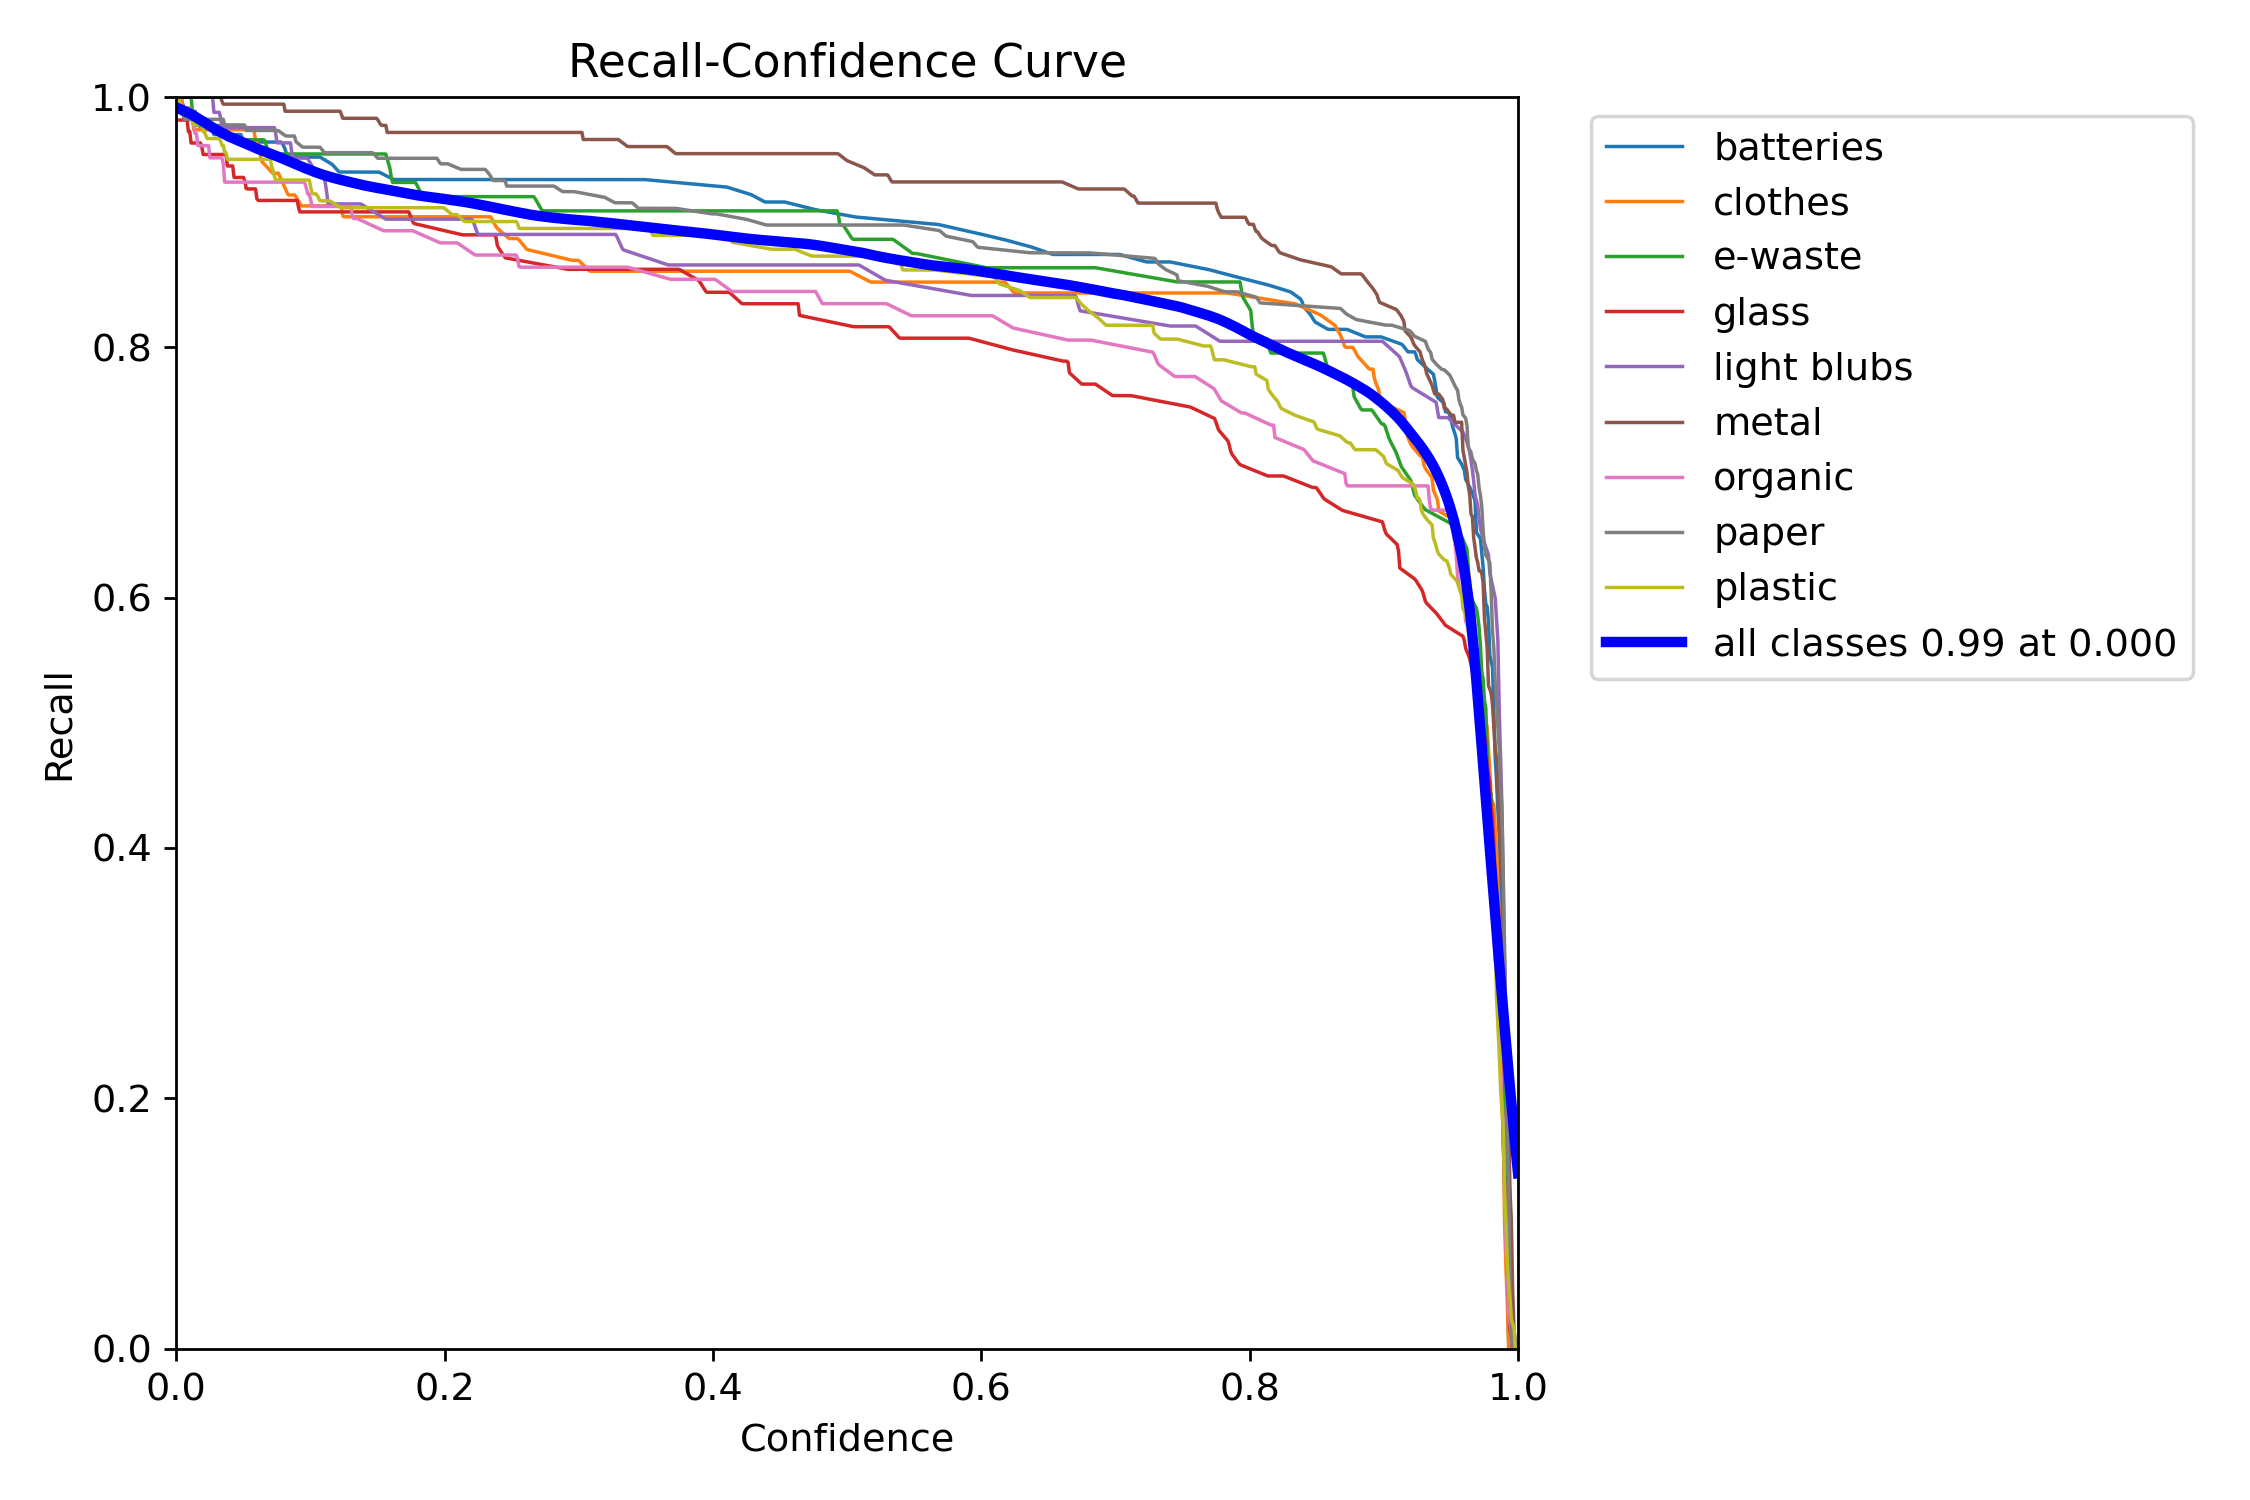 Recall-Confidence Curve
1.0
0.8
0.6
0.4
0.2
0.0
Recall
0.0 0.2 0.4 0.6 0.8 1.0
Confidence
batteries
clothes
e-waste
glass
light blubs
metal
organic
paper
plastic
all classes 0.99 at 0.000